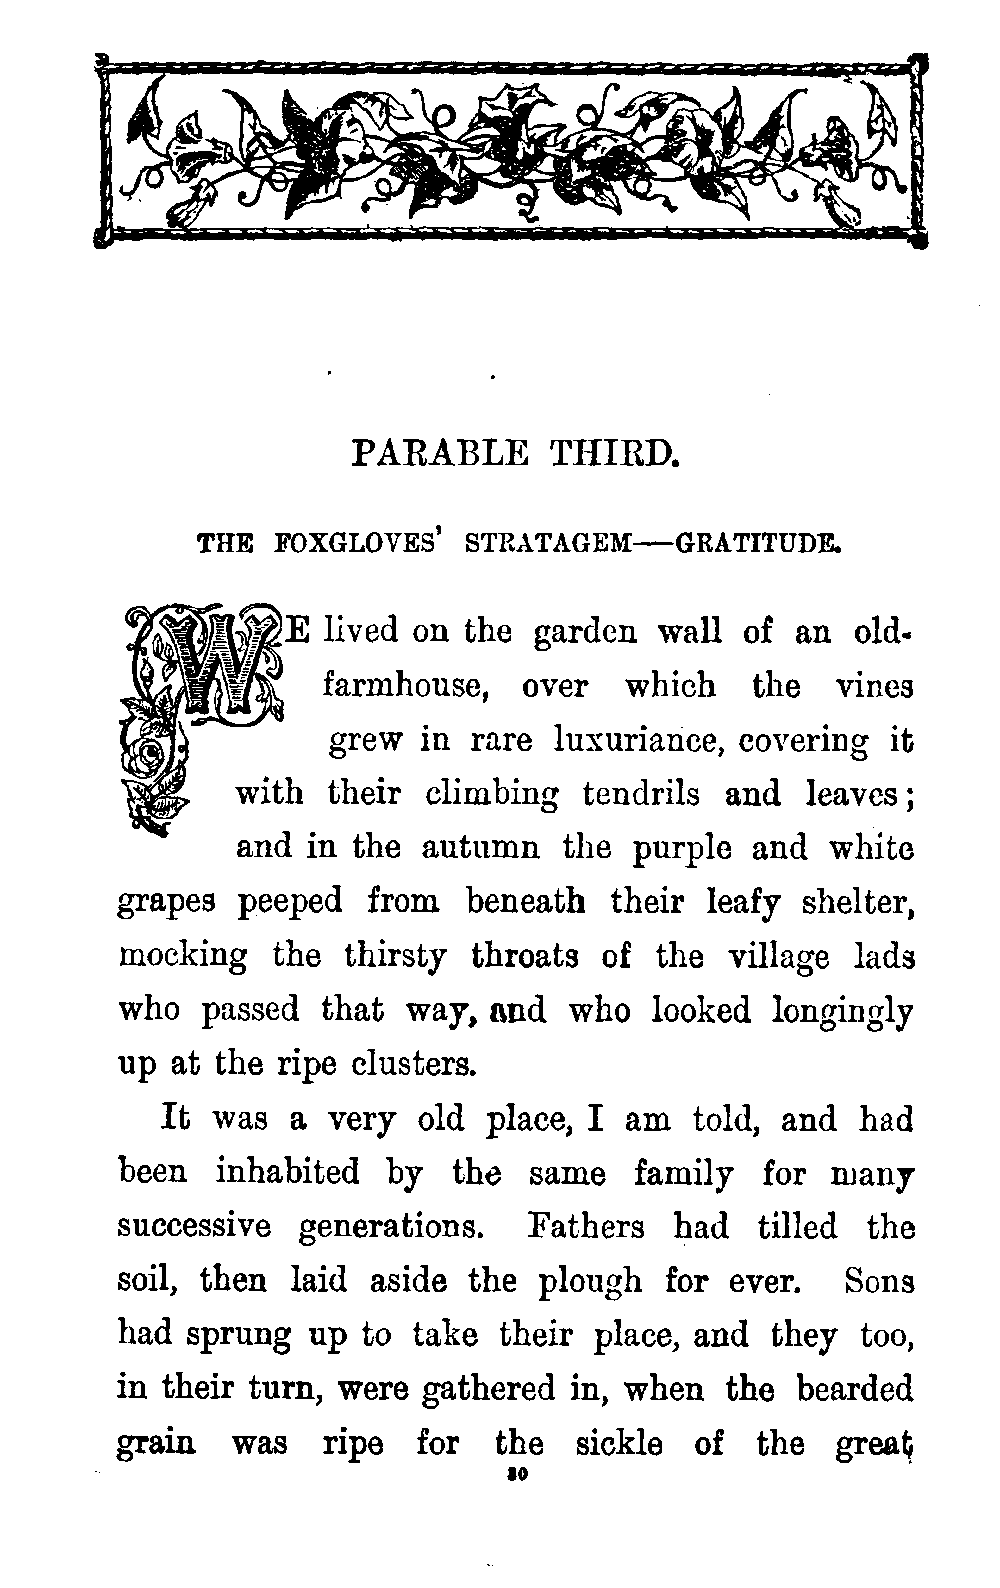 PARABLE THIRD.
THE FOXGLOVES' STRATAGEM—GRATITUDE.
WE lived on the garden wall of an old-
farmhouse, over which the vines
grew in rare luxuriance, covering it
with their climbing tendrils and leaves;
and in the autumn the purple and white
grapes peeped from beneath their leafy shelter,
mocking the thirsty throats of the village lads
who passed that way, and who looked longingly
up at the ripe clusters.
It was a very old place, I am told, and had
been inhabited by the same family for many
successive generations. Fathers had tilled the
soil, then laid aside the plough for ever. Sons
had sprung up to take their place, and they too,
in their turn, were gathered in, when the bearded
grain was ripe for the sickle of the great